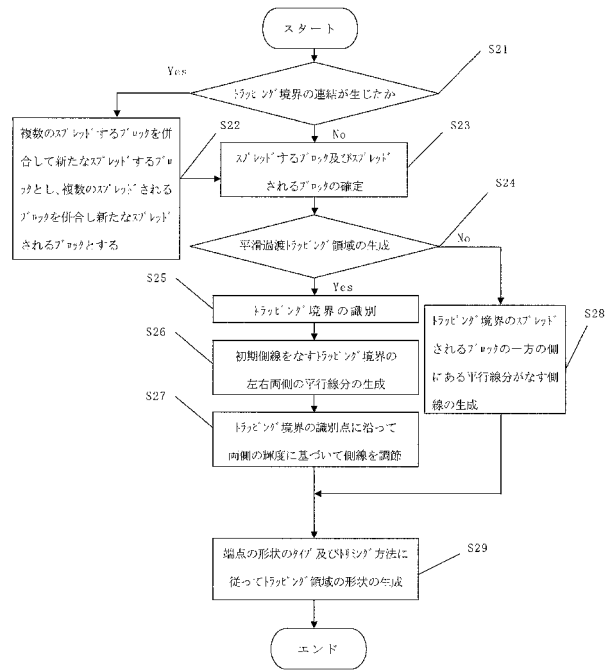 スタート
S21
Yes
トラッピング境界の連結が生じたか
S22
No
S23
複数のスプレッドするブロックを併
合して新たなスプレッドするブロ
ックとし、複数のスプレッドされる
ブロックを併合し新たなスプレッド
されるブロックとする
スプレッドするブロック及びスプレッド
されるブロックの確定
S24
平滑過渡トラッピング領域の生成
No
Yes
S25
トラッピング境界の識別
S26
初期側線をなすトラッピング境界の
左右両側の平行線分の生成
トラッピング境界のスプレッド
されるブロックの一方の側
にある平行線分がなす側
線の生成
S28
S27
トラッピング境界の識別点に沿って
両側の輝度に基づいて側線を調節
端点の形状のタイプ及びトリミング方法に
従ってトラッピング領域の形状の生成
S29
エンド